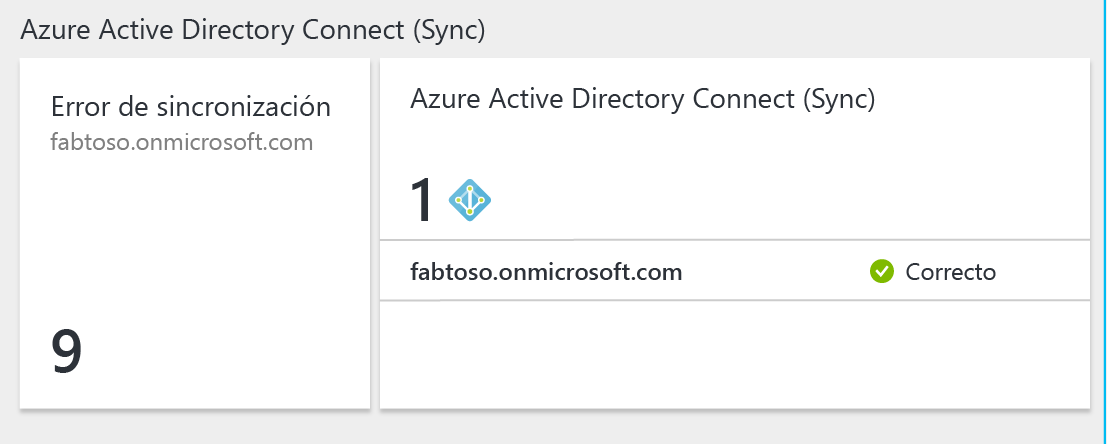 Azure Active Directory Connect (Sync)
Error de sincronización
fabtoso.onmicrosoft.com
9
Azure Active Directory Connect (Sync)
1
fabtoso.onmicrosoft.com Correcto